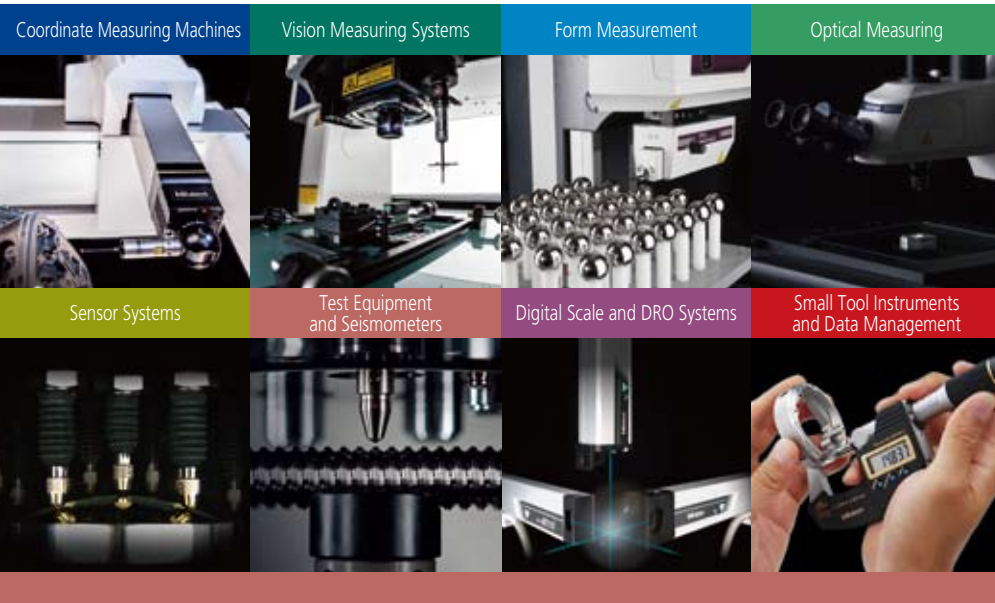 Coordinate Measuring Machines
Vision Measuring Systems
Form Measurement
Optical Measuring
Sensor Systems
Test Equipment
and Seismometers
Digital Scale and DRO Systems
Small Tool Instruments
and Data Management
Mitutoyo